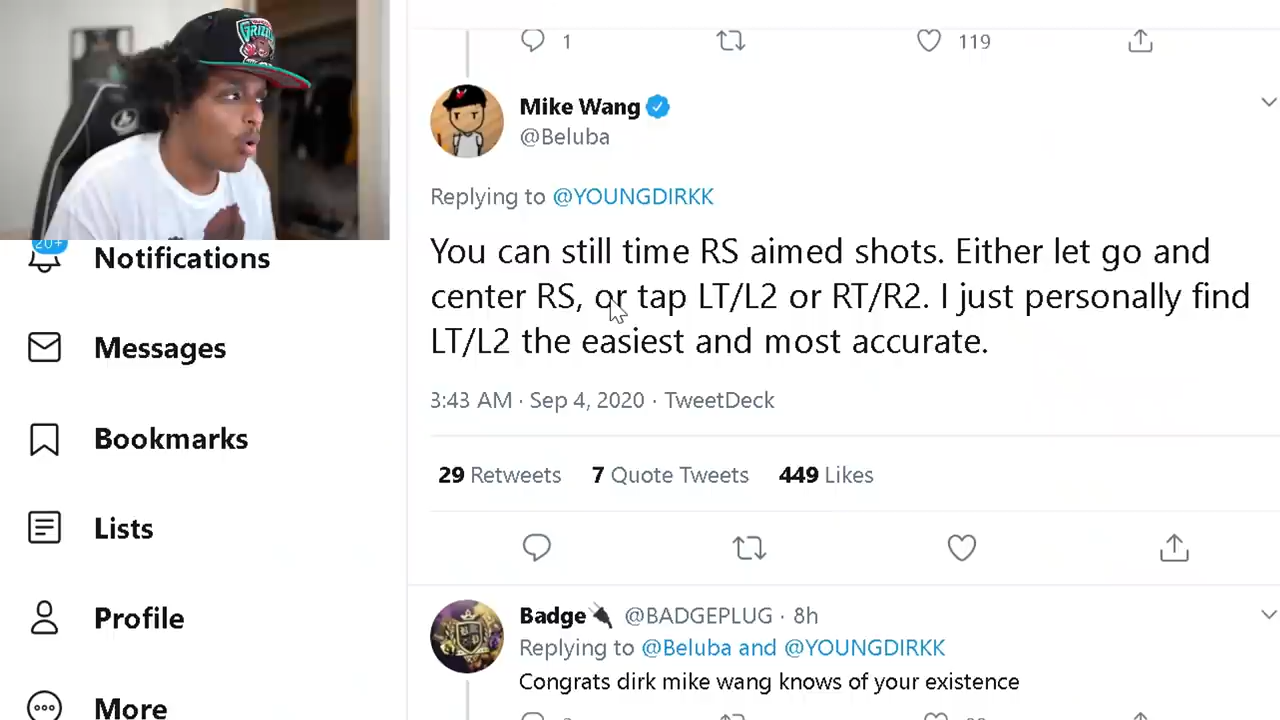 GRIZZLIES
1
119
Mike Wang
@Beluba
Replying to @YOUNGDIRKK
You can still time RS aimed shots. Either let go and
center RS, or tap LT/L2 or RT/R2. I just personally find
LT/L2 the easiest and most accurate.
3:43 AM · Sep 4, 2020 · TweetDeck
29 Retweets 7 Quote Tweets 449 Likes
20+
Notifications
Messages
Bookmarks
Lists
Profile
More
Badge @BADGEPLUG · 8h
Replying to @Beluba and @YOUNGDIRKK
Congrats dirk mike wang knows of your existence